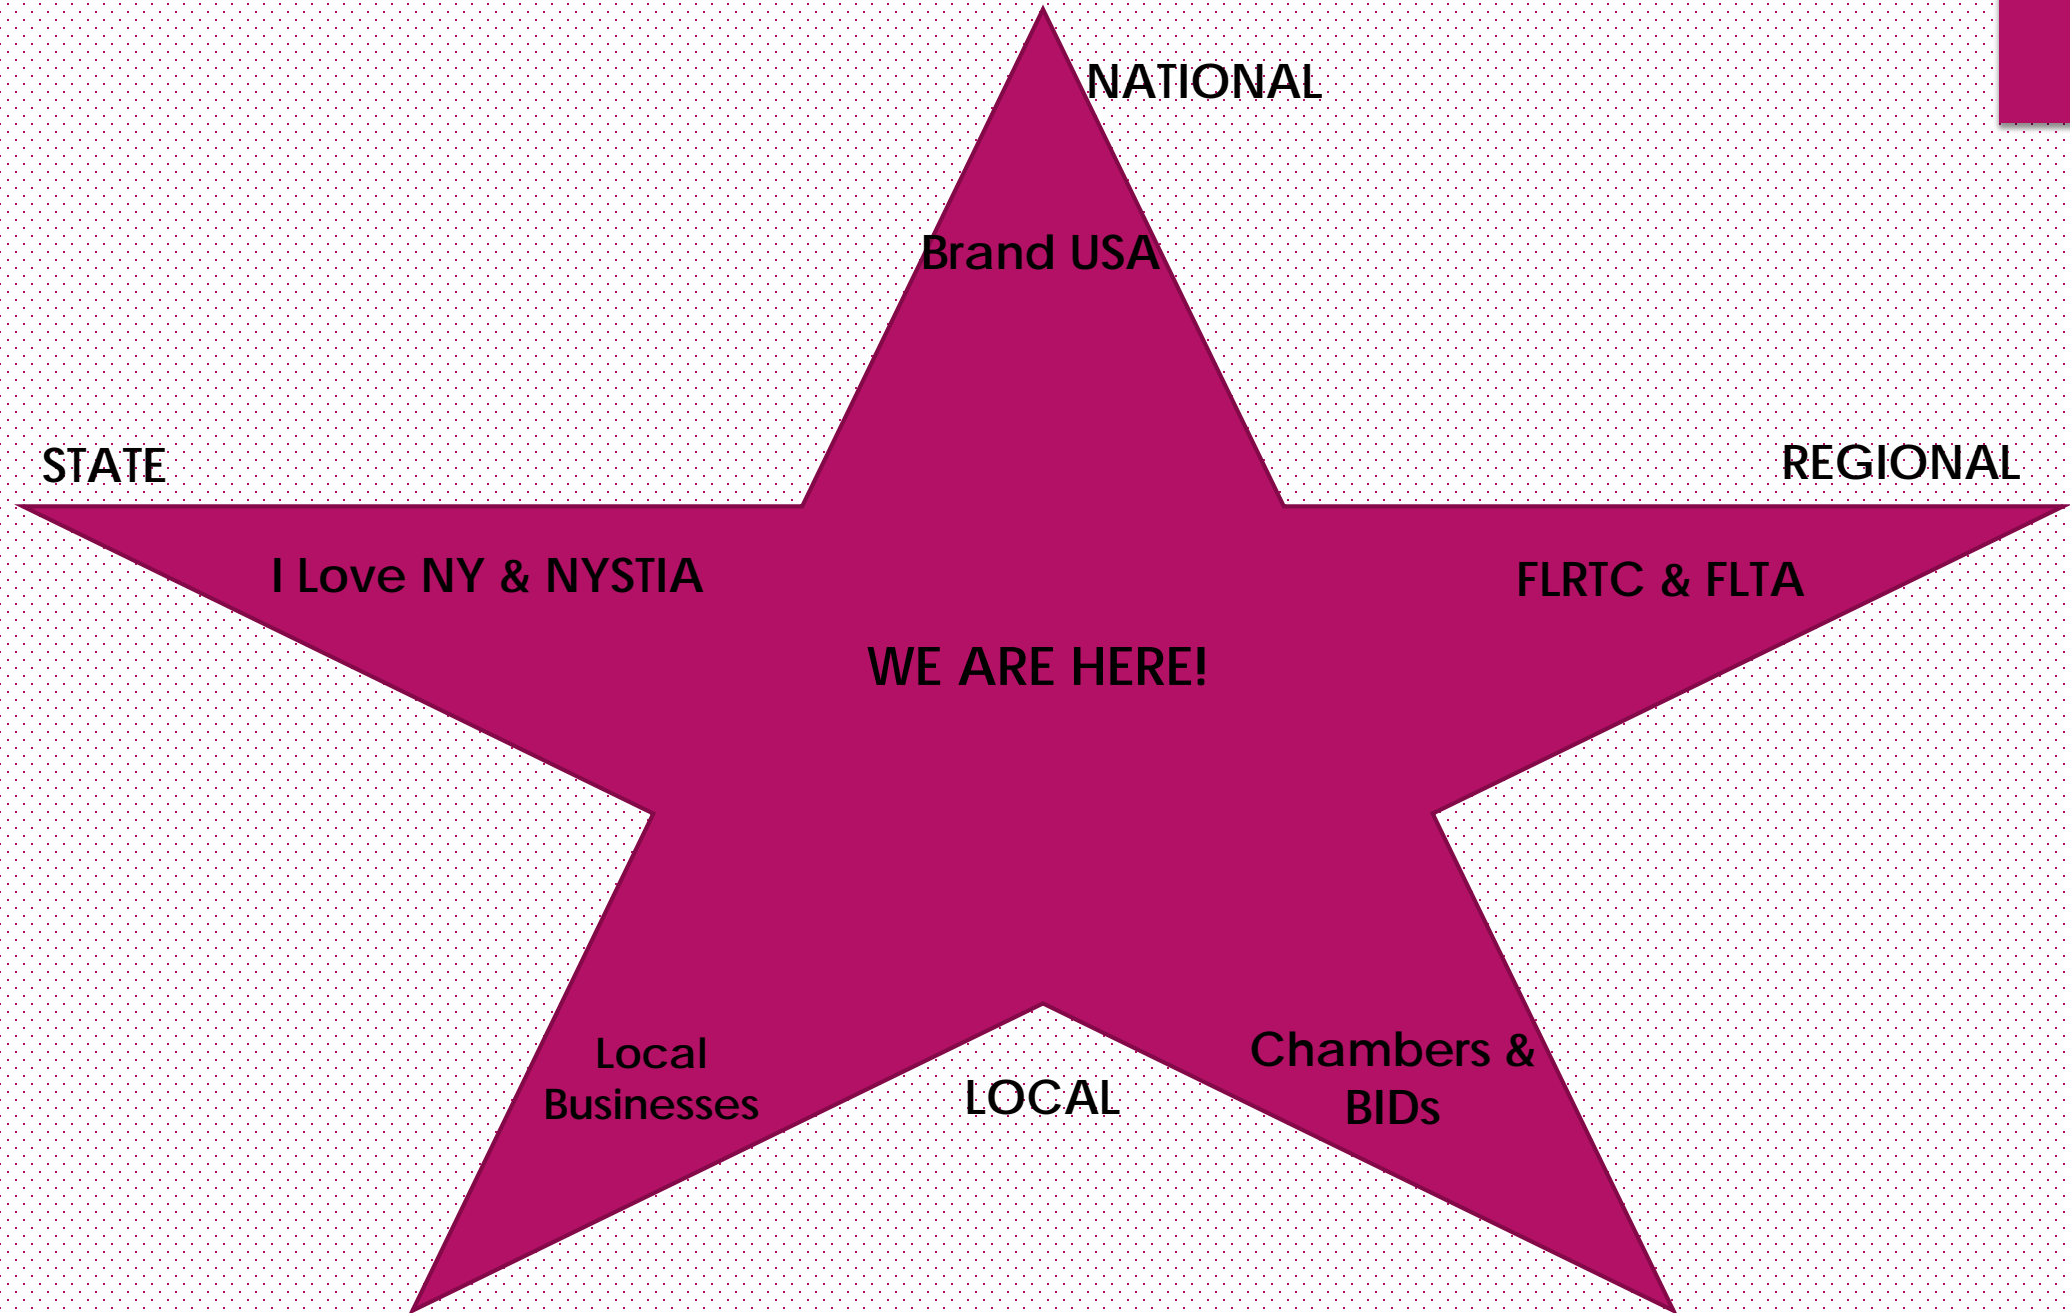 NATIONAL
Brand USA
STATE
REGIONAL
I Love NY & NYSTIA
FLRTC & FLTA
WE ARE HERE!
Local
Businesses
LOCAL
Chambers &
BIDs